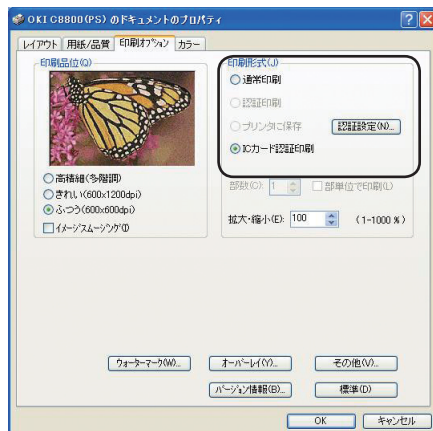 OKI C8800(PS) のドキュメントのプロパティ
レイアウト 用紙/品質 印刷オプション カラー
印刷品位(Q)
高精細(多階調)
きれい(600x1200dpi)
ふつう(600x600dpi)
イメージスムージング(I)
印刷形式(J)
通常印刷
認証印刷
プリンタに保存 認証設定(N)...
ICカード認証印刷
部数(C): 1 部単位で印刷(L)
拡大・縮小(E): 100 (1-1000 %)
ウォーターマーク(W)... オーバーレイ(Y)... その他(V)...
バージョン情報(B)... 標準(D)
OK キャンセル